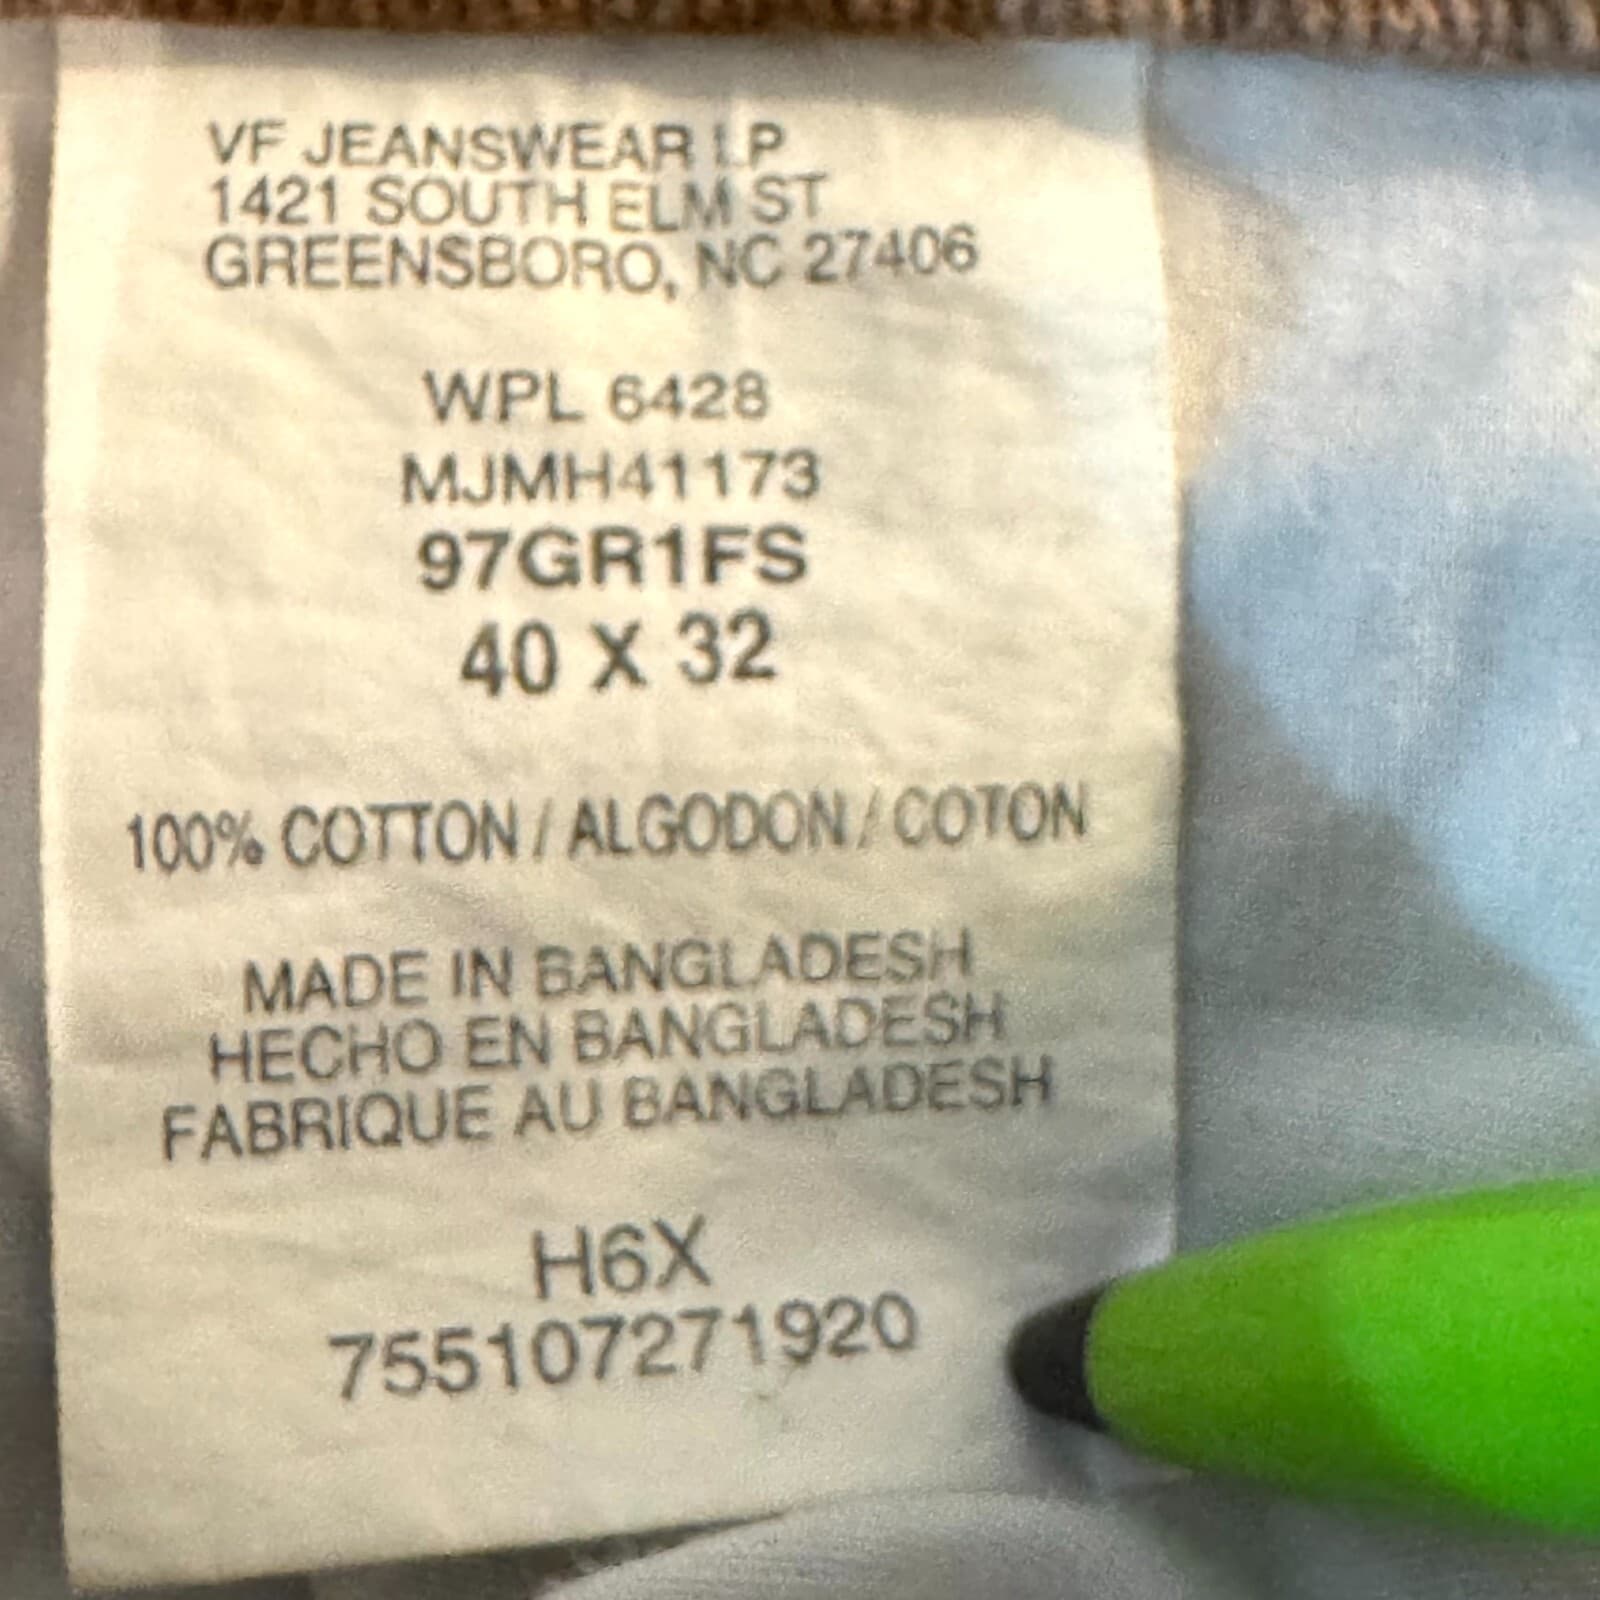 VF JEANSWEAR LP
1421 SOUTH ELM ST
GREENSBORO, NC 27406
WPL 6428
MJMH41173
97GR1FS
40 X 32
100% COTTON / ALGODON / COTON
MADE IN BANGLADESH
HECHO EN BANGLADESH
FABRIQUE AU BANGLADESH
H6X
755107271920